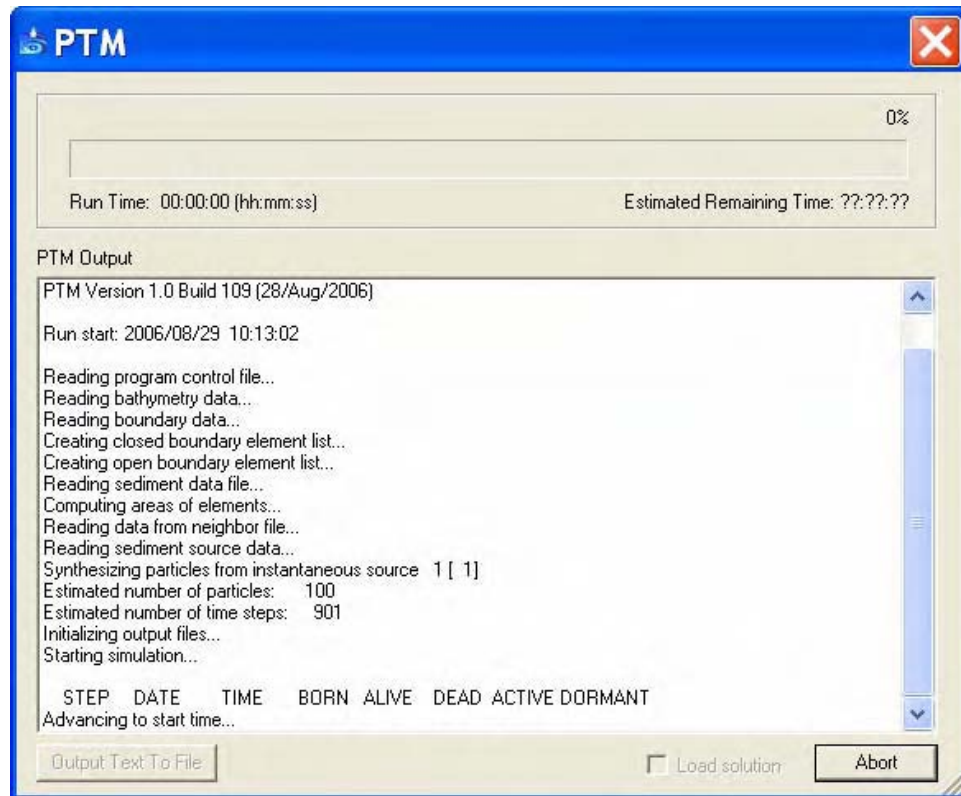 PTM
0%
Run Time: 00:00:00 (hh:mm:ss) Estimated Remaining Time: ??:??:??
PTM Output
PTM Version 1.0 Build 109 (28/Aug/2006)
Run start: 2006/08/29 10:13:02
Reading program control file...
Reading bathymetry data...
Reading boundary data...
Creating closed boundary element list...
Creating open boundary element list...
Reading sediment data file...
Computing areas of elements...
Reading data from neighbor file...
Reading sediment source data...
Synthesizing particles from instantaneous source 1 [ 1]
Estimated number of particles: 100
Estimated number of time steps: 901
Initializing output files...
Starting simulation...
STEP DATE TIME BORN ALIVE DEAD ACTIVE DORMANT
Advancing to start time...
Output Text To File Load solution Abort